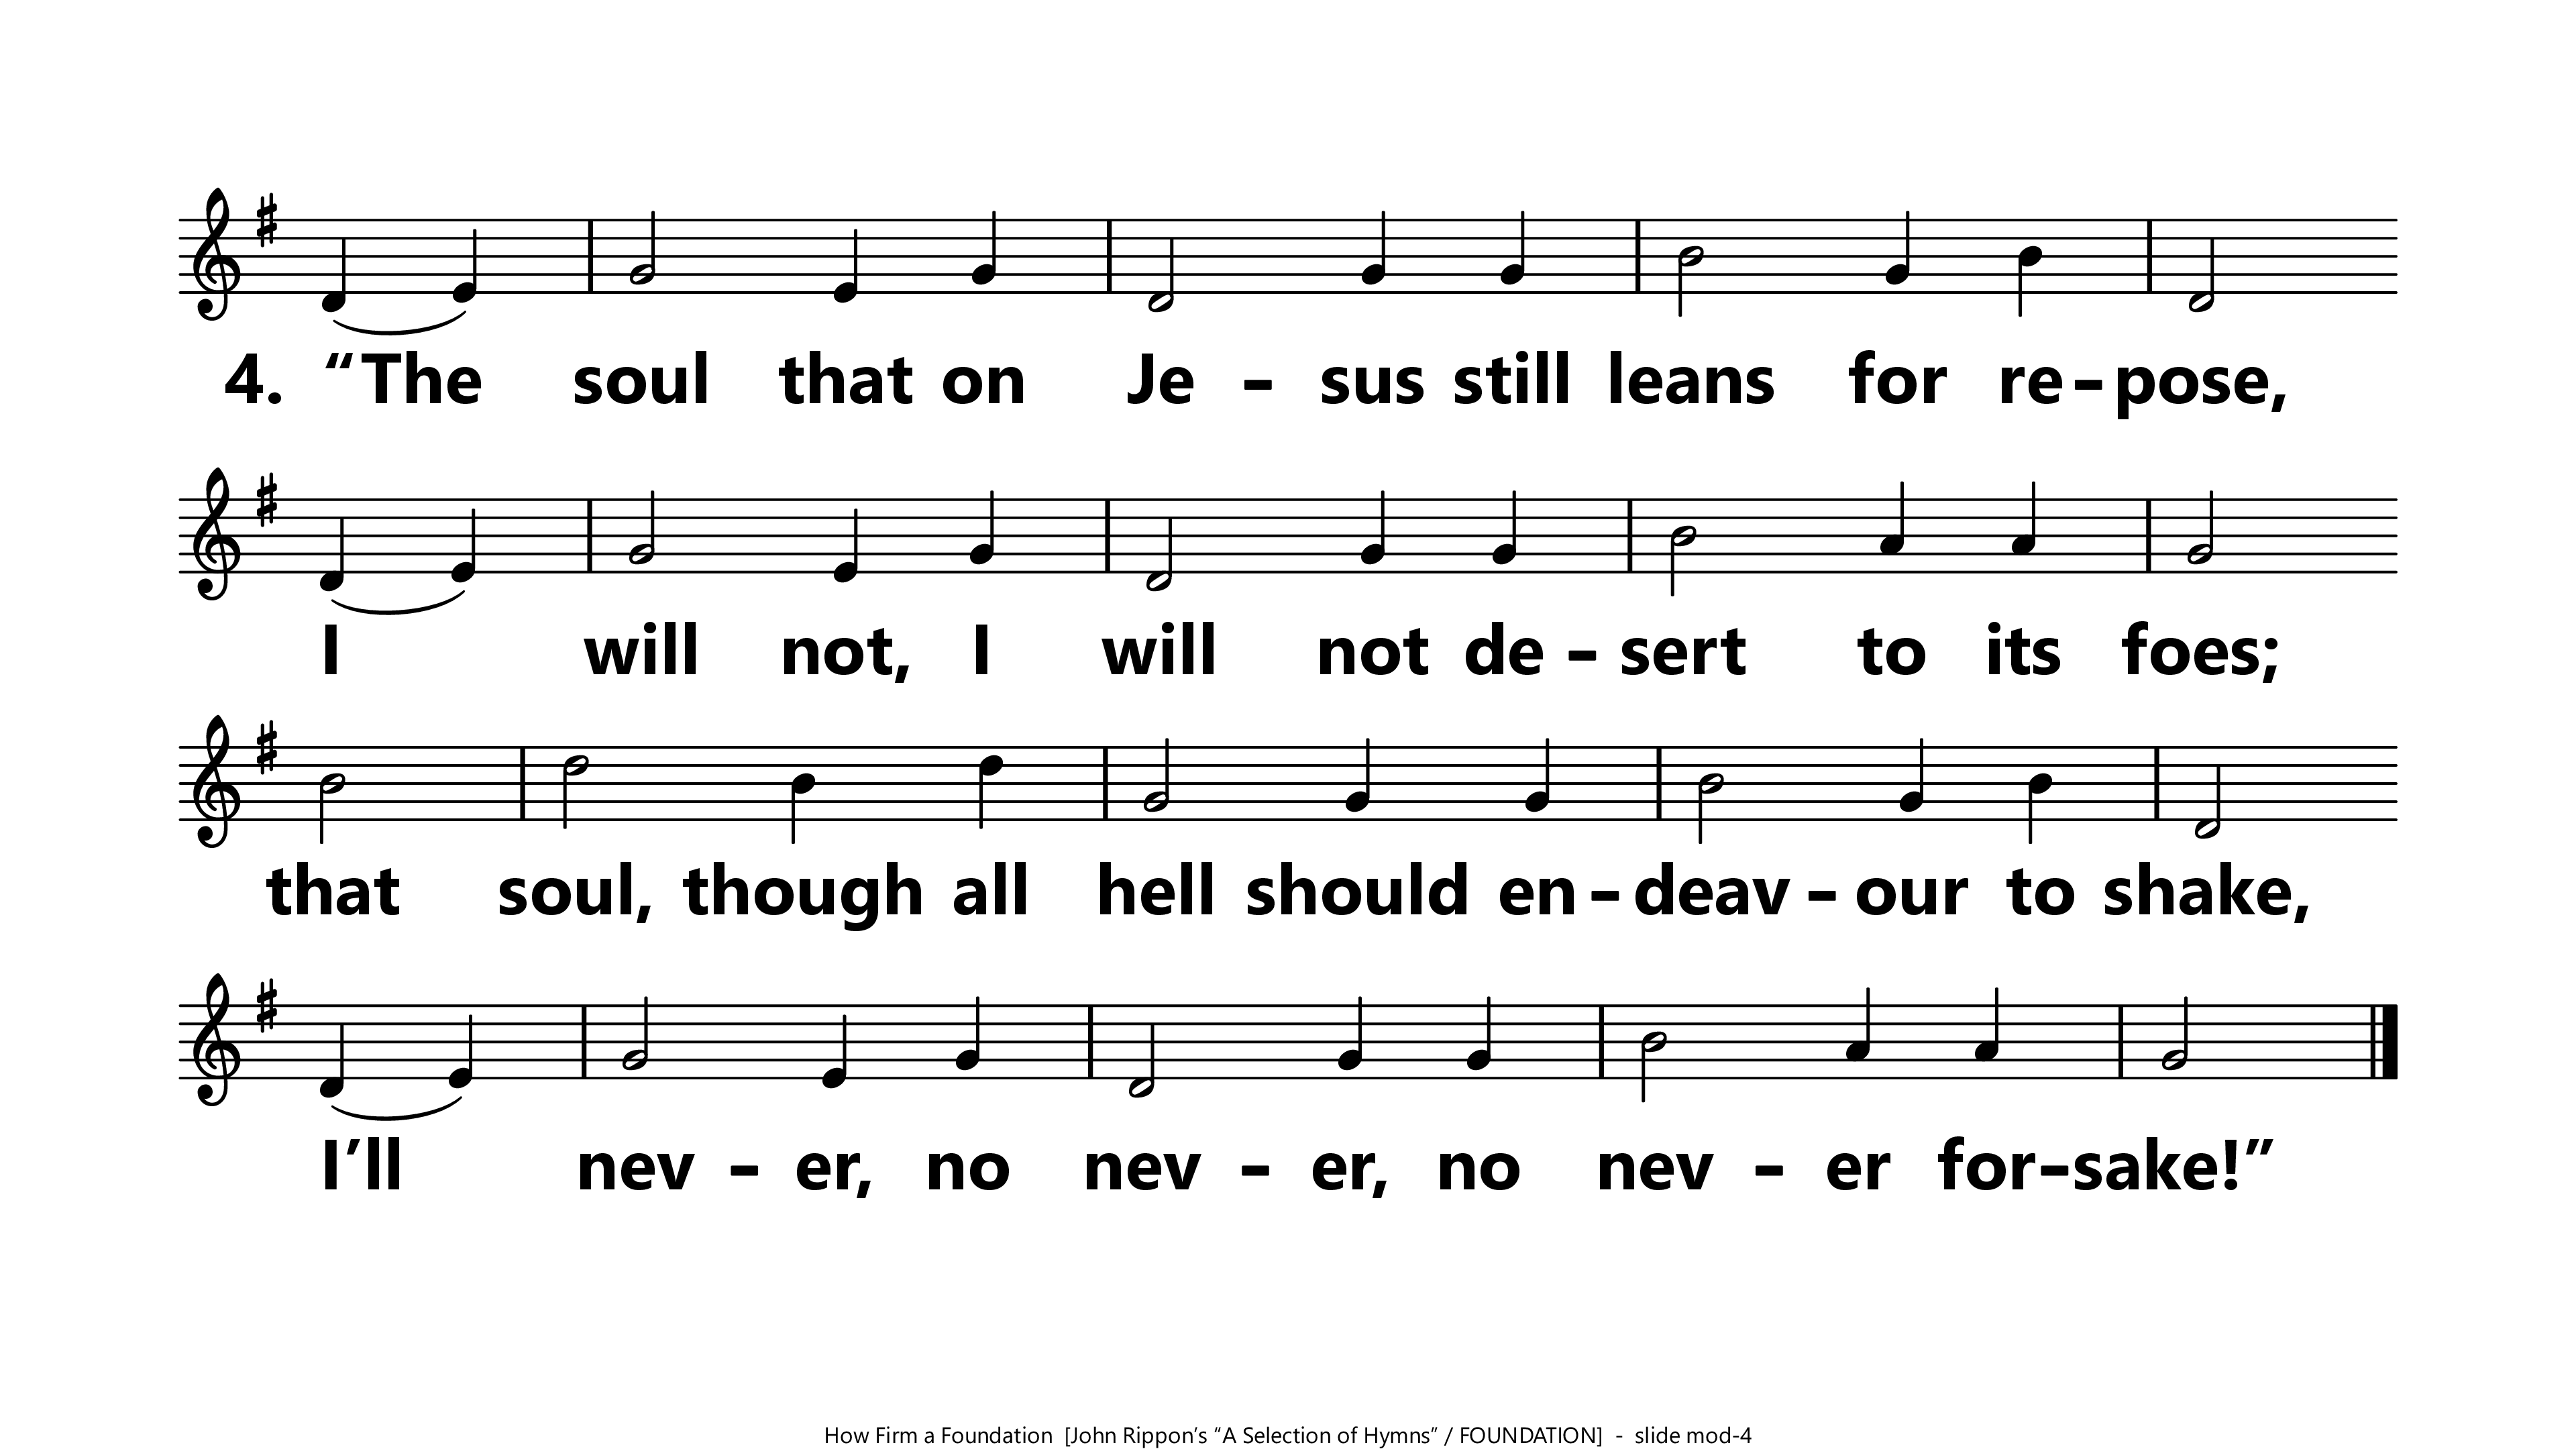 4. “The soul that on Je - sus still leans for re-pose,
I will not, I will not de - sert to its foes;
that soul, though all hell should en-deav-our to shake,
I’ll nev - er, no nev - er, no nev - er for-sake!”
How Firm a Foundation [John Rippon’s “A Selection of Hymns” / FOUNDATION] - slide mod-4